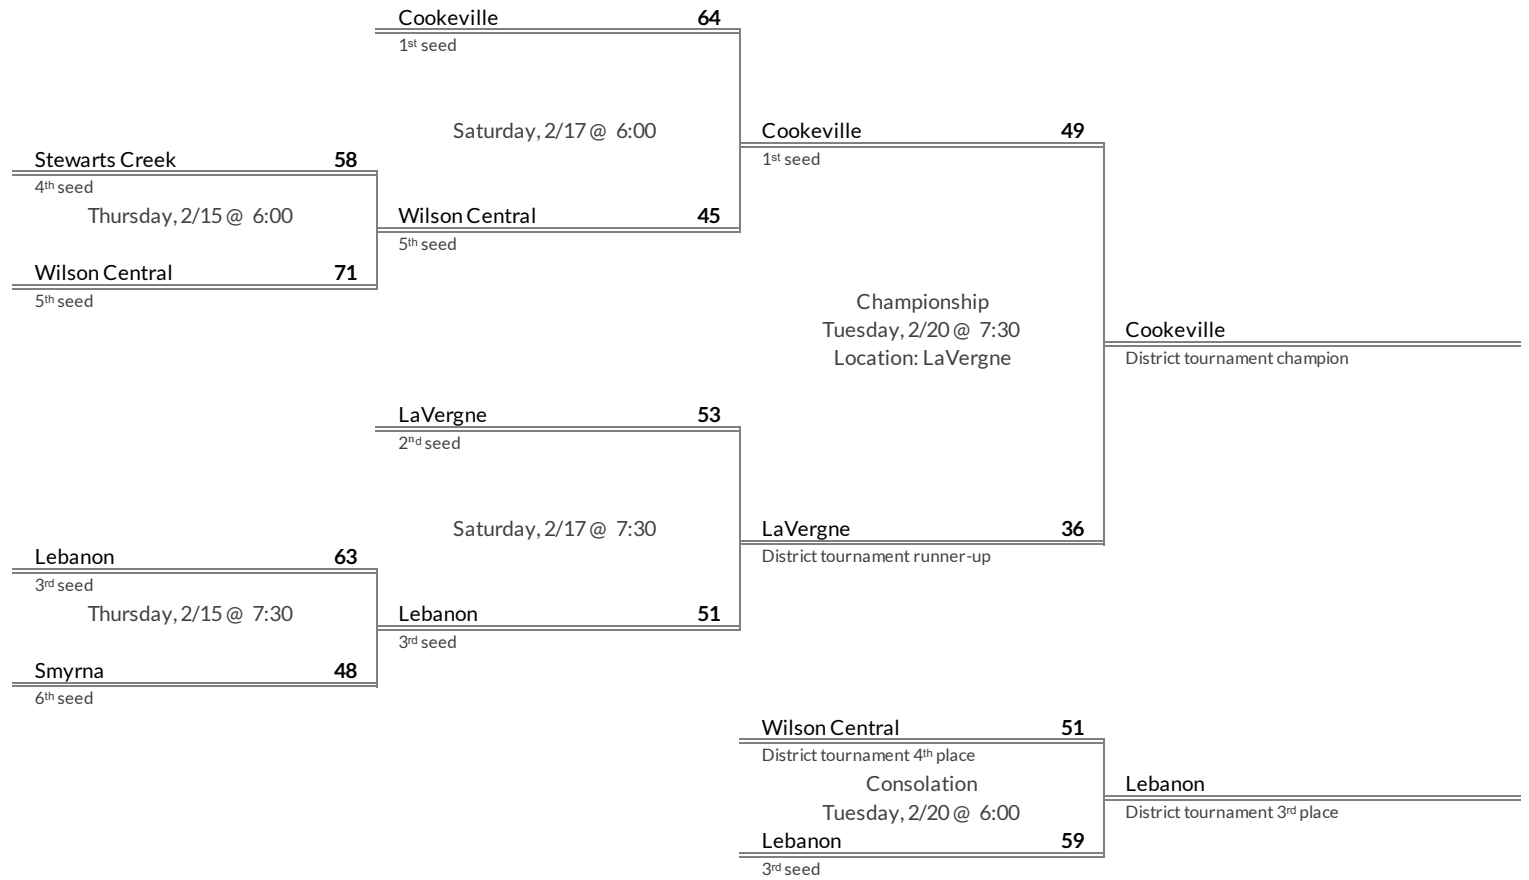 Cookeville 64
1st seed
Saturday, 2/17 @ 6:00
Cookeville 49
1st seed
Stewarts Creek 58
4th seed
Thursday, 2/15 @ 6:00
Wilson Central 45
5th seed
Wilson Central 71
5th seed
Championship
Tuesday, 2/20 @ 7:30
Location: LaVergne
Cookeville
District tournament champion
LaVergne 53
2nd seed
Saturday, 2/17 @ 7:30
LaVergne 36
District tournament runner-up
Lebanon 63
3rd seed
Thursday, 2/15 @ 7:30
Lebanon 51
3rd seed
Smyrna 48
6th seed
Wilson Central 51
District tournament 4th place
Consolation
Tuesday, 2/20 @ 6:00
Lebanon
District tournament 3rd place
Lebanon 59
3rd seed